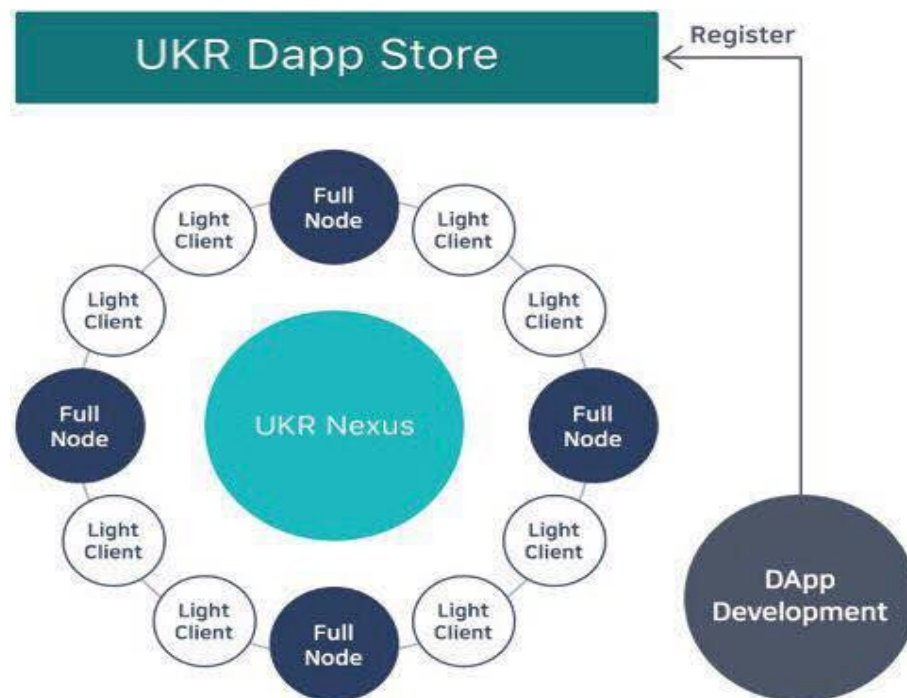 UKR Dapp Store
Register
Full
Node
Light
Client
Light
Client
Light
Client
Light
Client
Full
Node
UKR Nexus
Full
Node
Light
Client
Light
Client
Light
Client
Light
Client
Full
Node
DApp
Development